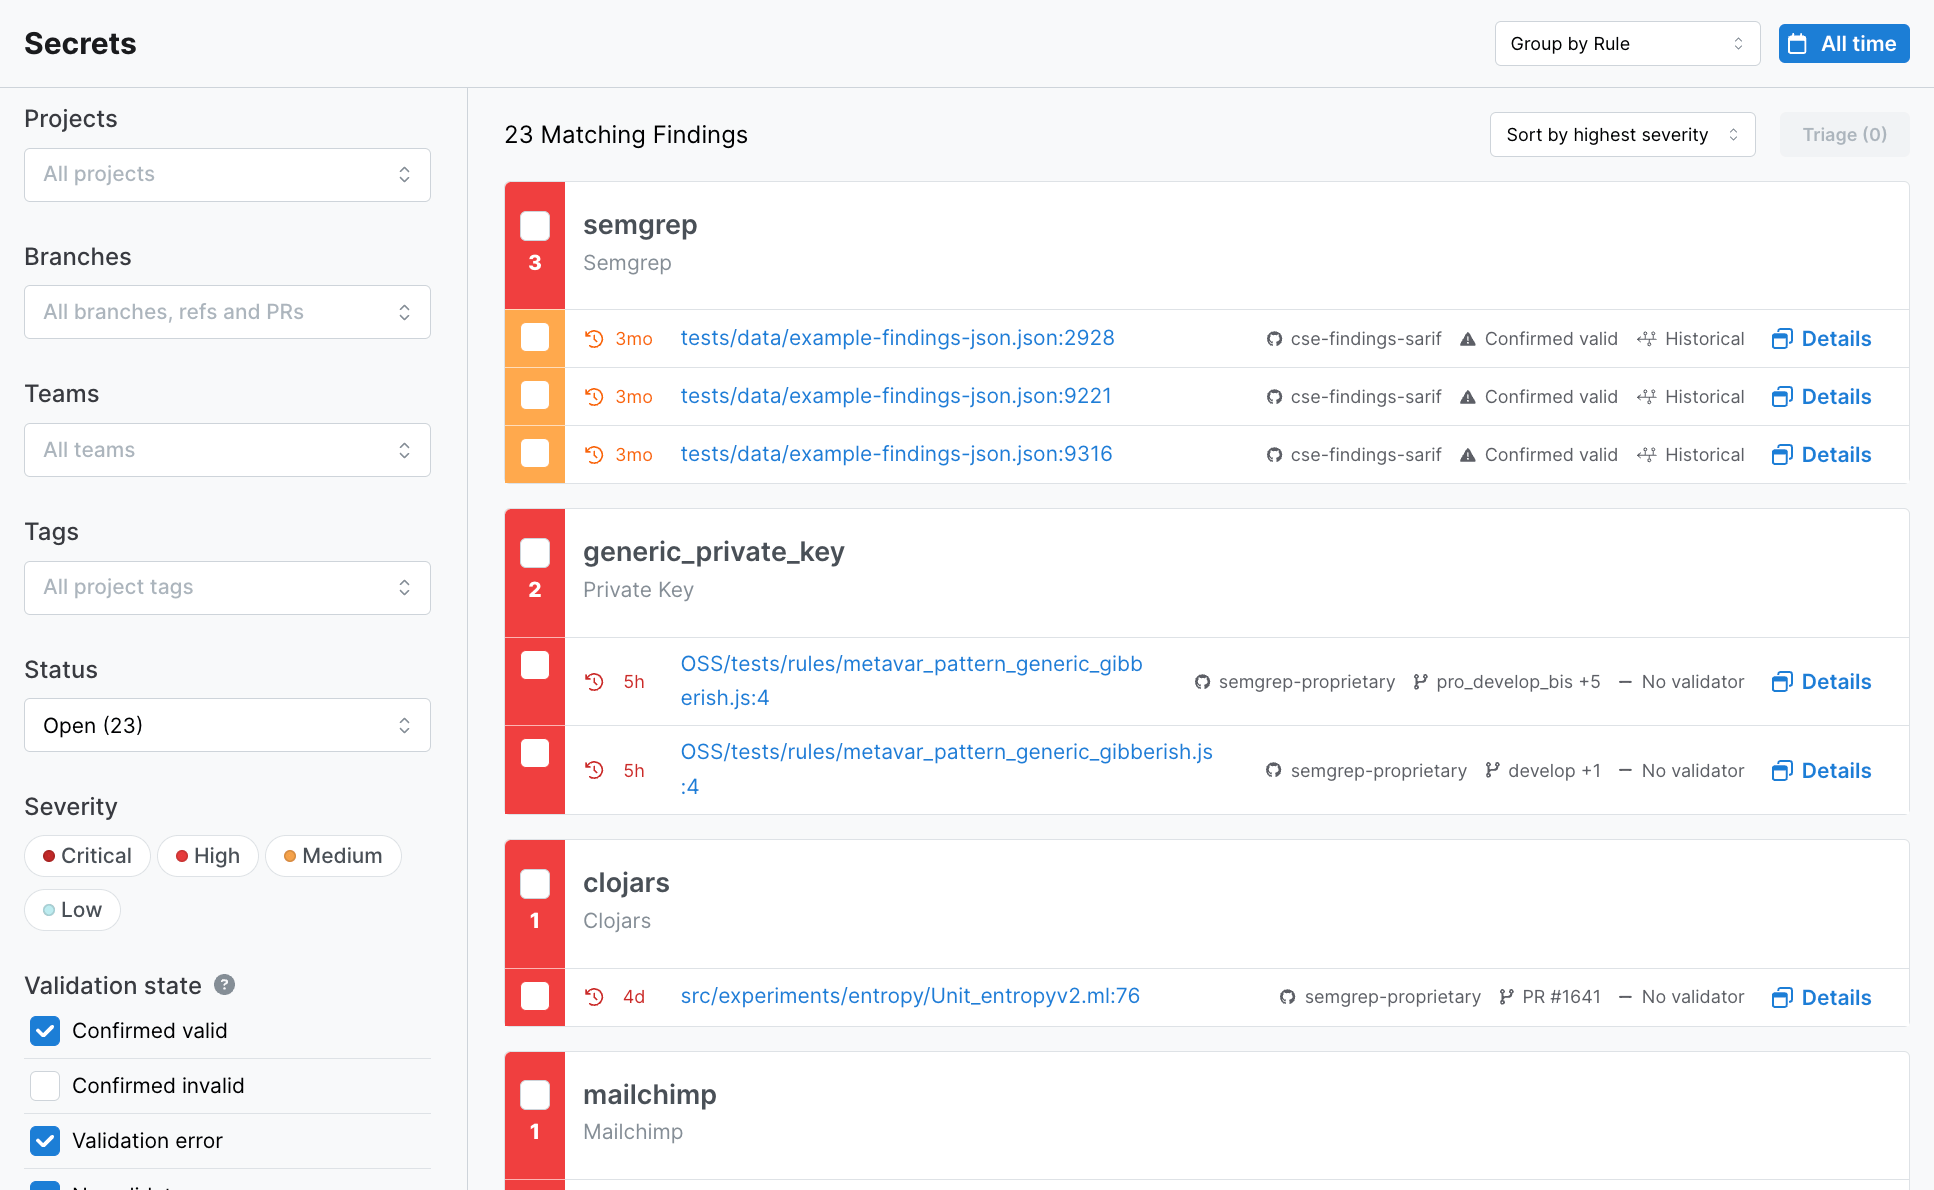 Secrets
Group by Rule
All time
Projects
All projects
Branches
All branches, refs and PRs
Teams
All teams
Tags
All project tags
Status
Open (23)
Severity
Critical
High
Medium
Low
Validation state ?
Confirmed valid
Confirmed invalid
Validation error
23 Matching Findings
Sort by highest severity
Triage (0)
semgrep
3
Semgrep
3mo tests/data/example-findings-json.json:2928 cse-findings-sarif Confirmed valid Historical Details
3mo tests/data/example-findings-json.json:9221 cse-findings-sarif Confirmed valid Historical Details
3mo tests/data/example-findings-json.json:9316 cse-findings-sarif Confirmed valid Historical Details
generic_private_key
2
Private Key
5h OSS/tests/rules/metavar_pattern_generic_gibb
erish.js:4
semgrep-proprietary pro_develop_bis +5 No validator Details
5h OSS/tests/rules/metavar_pattern_generic_gibberish.js
:4
semgrep-proprietary develop +1 No validator Details
clojars
1
Clojars
4d src/experiments/entropy/Unit_entropyv2.ml:76 semgrep-proprietary PR #1641 No validator Details
mailchimp
1
Mailchimp